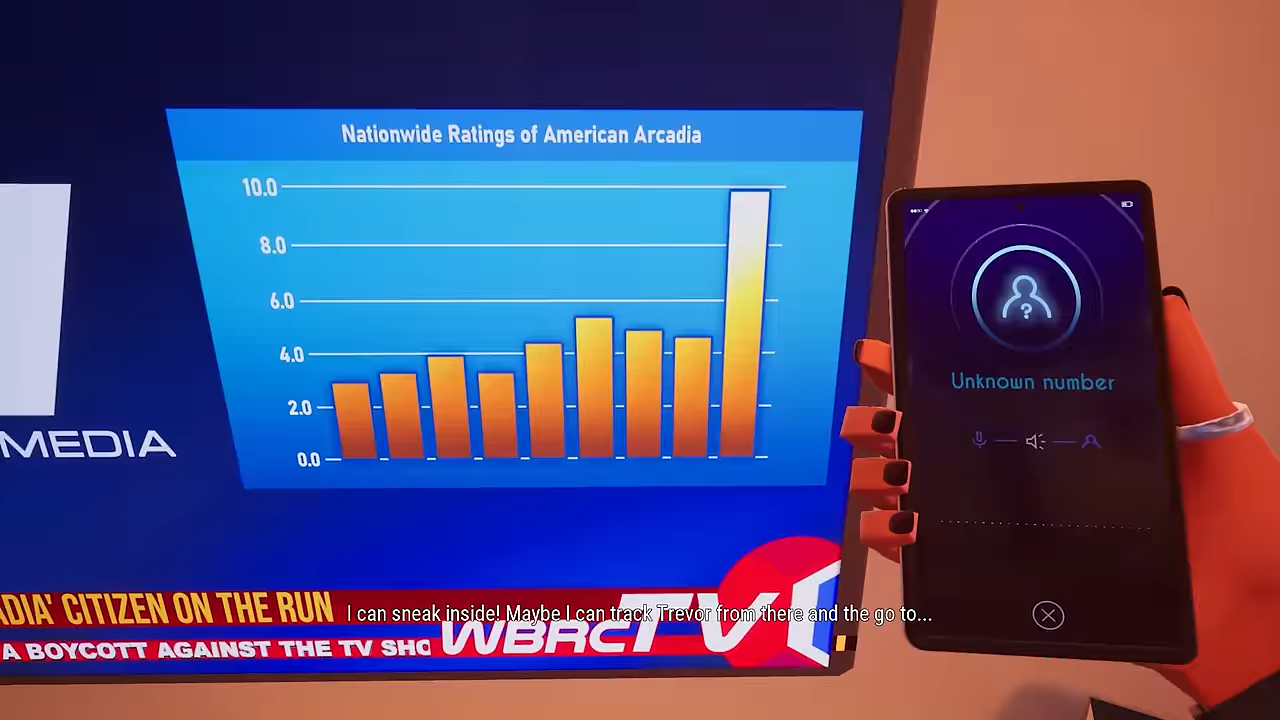 Nationwide Ratings of American Arcadia
10.0
8.0
6.0
4.0
2.0
0.0
MEDIA
Unknown number
?
ADIA' CITIZEN ON THE RUN
I can sneak inside! Maybe I can track Trevor from there and the go to...
A BOYCOTT AGAINST THE TV SHO
WBRC TV